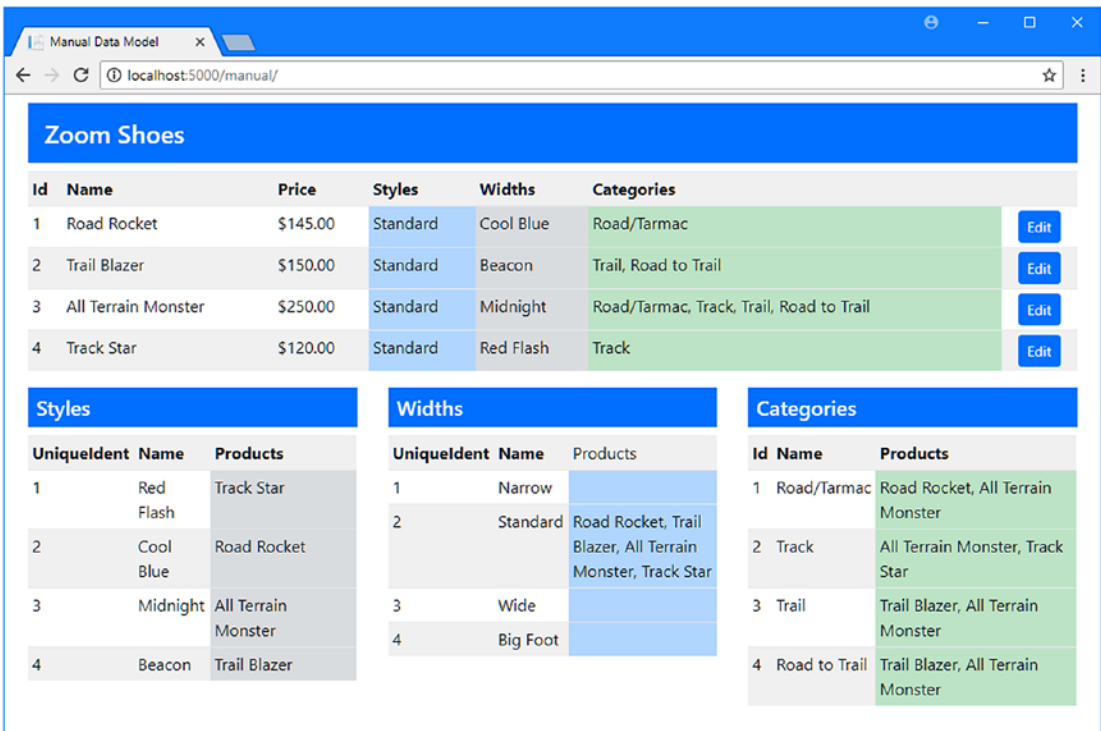 Manual Data Model
localhost:5000/manual/
Zoom Shoes
Id Name Price Styles Widths Categories
1 Road Rocket $145.00 Standard Cool Blue Road/Tarmac Edit
2 Trail Blazer $150.00 Standard Beacon Trail, Road to Trail Edit
3 All Terrain Monster $250.00 Standard Midnight Road/Tarmac, Track, Trail, Road to Trail Edit
4 Track Star $120.00 Standard Red Flash Track Edit
Styles
UniqueIdent Name Products
1 Red Track Star
Flash
2 Cool Road Rocket
Blue
3 Midnight All Terrain
Monster
4 Beacon Trail Blazer
Widths
UniqueIdent Name Products
1 Narrow
2 Standard Road Rocket, Trail
Blazer, All Terrain
Monster, Track Star
3 Wide
4 Big Foot
Categories
Id Name Products
1 Road/Tarmac Road Rocket, All Terrain
Monster
2 Track All Terrain Monster, Track
Star
3 Trail Trail Blazer, All Terrain
Monster
4 Road to Trail Trail Blazer, All Terrain
Monster